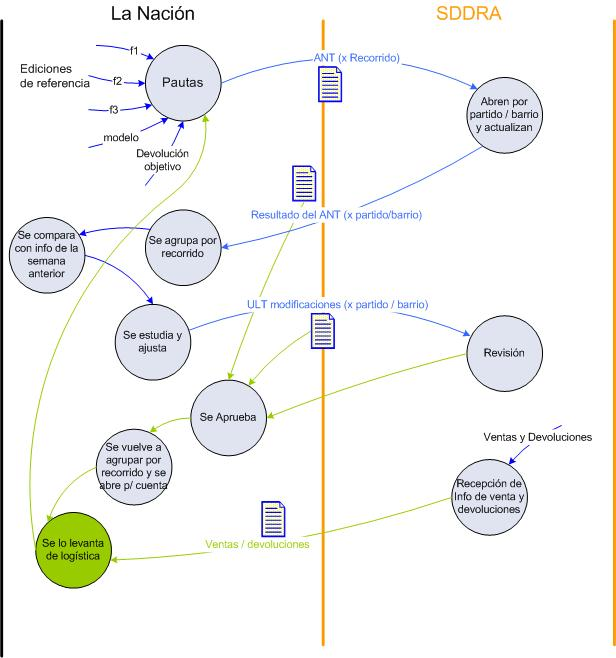 La Nación
SDDRA
f1
Ediciones
de referencia
f2
f3
modelo
Devolución
objetivo
Pautas
ANT (x Recorrido)
Abren por
partido / barrio
y actualizan
Resultado del ANT (x partido/barrio)
Se agrupa por
recorrido
Se compara
con info de la
semana
anterior
Se estudia y
ajusta
ULT modificaciones (x partido / barrio)
Revisión
Se Aprueba
Se vuelve a
agrupar por
recorrido y se
abre p/ cuenta
Ventas y Devoluciones
Recepción de
Info de venta y
devoluciones
Ventas / devoluciones
Se lo levanta
de logística